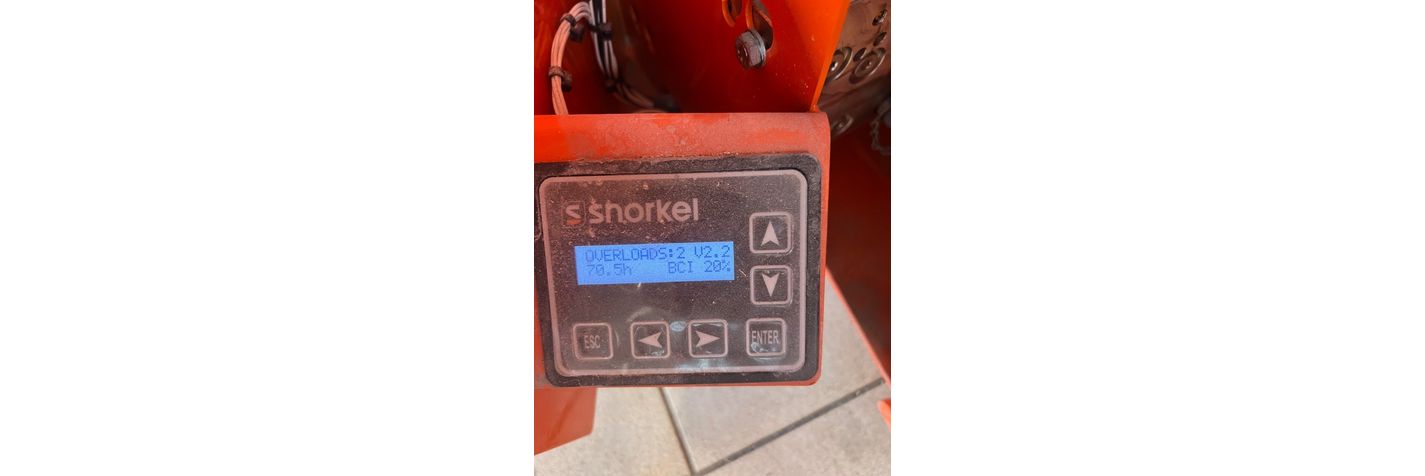 snorkel
OVERLOADS:2 V2.2
70.5h BCI 20%
ESC
ENTER